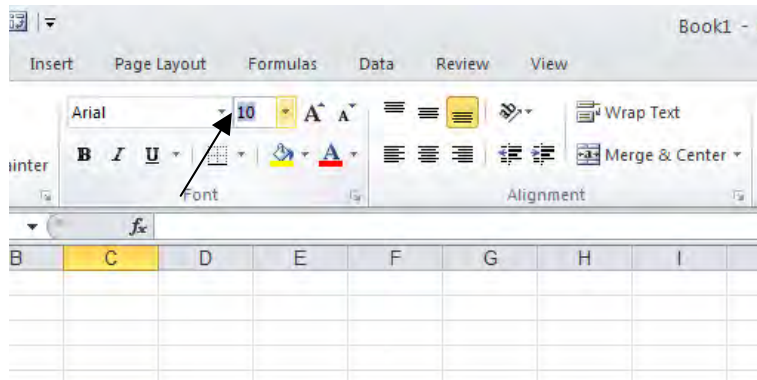 Book1 -
Insert Page Layout Formulas Data Review View
Arial 10 A A Wrap Text
ainter B I U A Merge & Center
Font Alignment
fx
B C D E F G H I